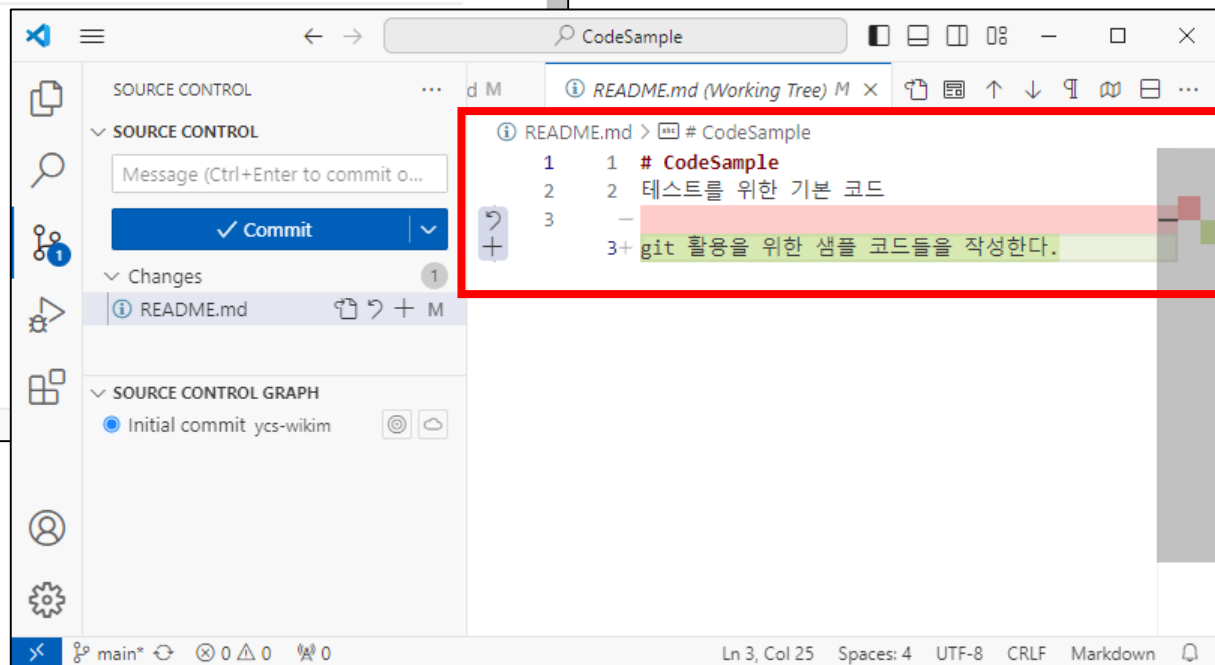 CodeSample
SOURCE CONTROL
SOURCE CONTROL
Message (Ctrl+Enter to commit o...
Commit
Changes 1
README.md M
SOURCE CONTROL GRAPH
Initial commit ycs-wikim
1
d M README.md (Working Tree) M
README.md > # CodeSample
1 1 # CodeSample
2 2 테스트를 위한 기본 코드
3 —
3+ git 활용을 위한 샘플 코드들을 작성한다.
main* 0 0 0 Ln 3, Col 25 Spaces: 4 UTF-8 CRLF Markdown